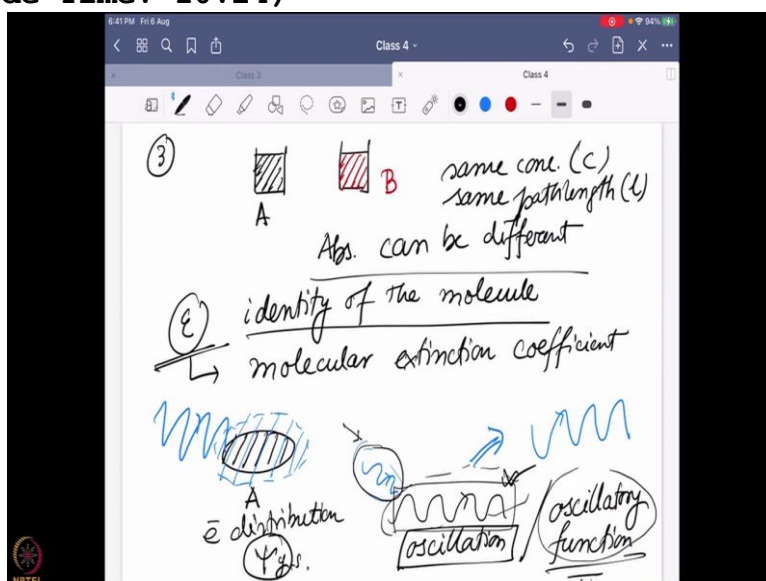 6:41 PM Fri 6 Aug
94%
Class 4
Class 3
Class 4
3
A
B
same conc. (C)
same pathlength (l)
Abs. can be different
ε identity of the molecule
molecular extinction coefficient
A
ē distribution
Ψg.s.
oscillation
oscillatory
function
NPTEL